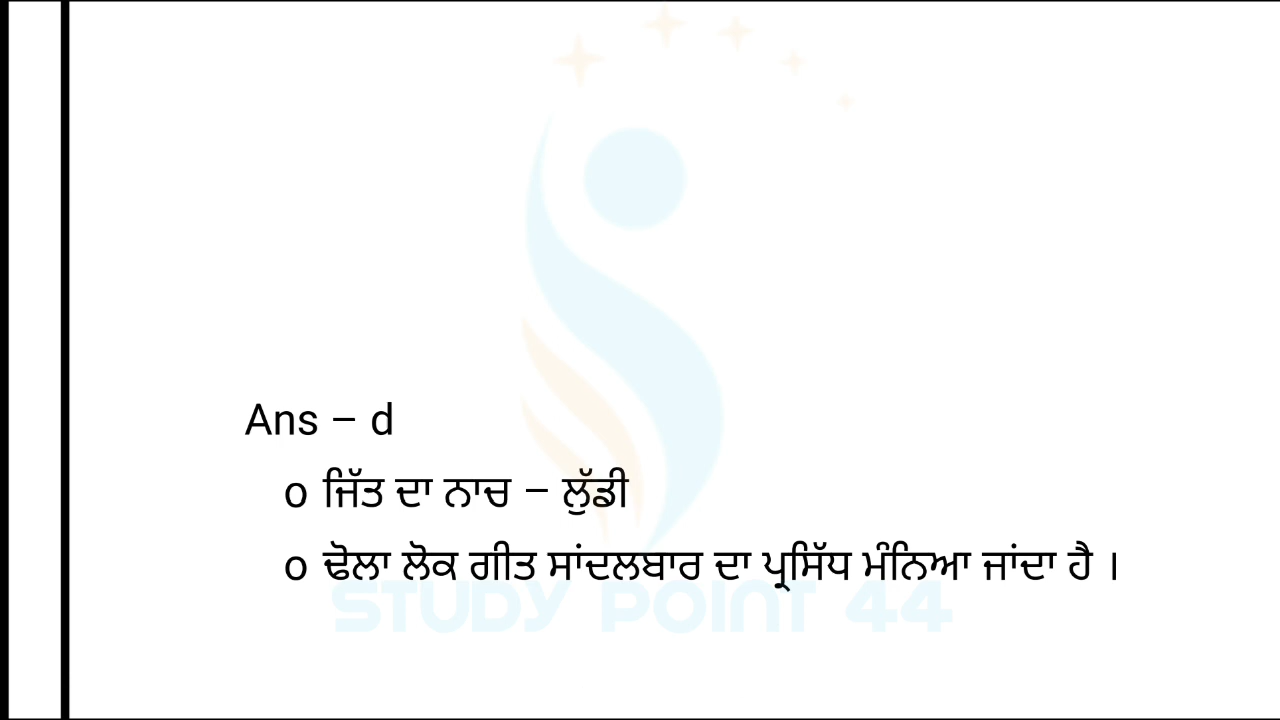 Ans – d
o ਜਿੱਤ ਦਾ ਨਾਚ – ਲੁੱਡੀ
o ਢੋਲਾ ਲੋਕ ਗੀਤ ਸਾਂਦਲਬਾਰ ਦਾ ਪ੍ਰਸਿੱਧ ਮੰਨਿਆ ਜਾਂਦਾ ਹੈ ।
STUDY POINT 44